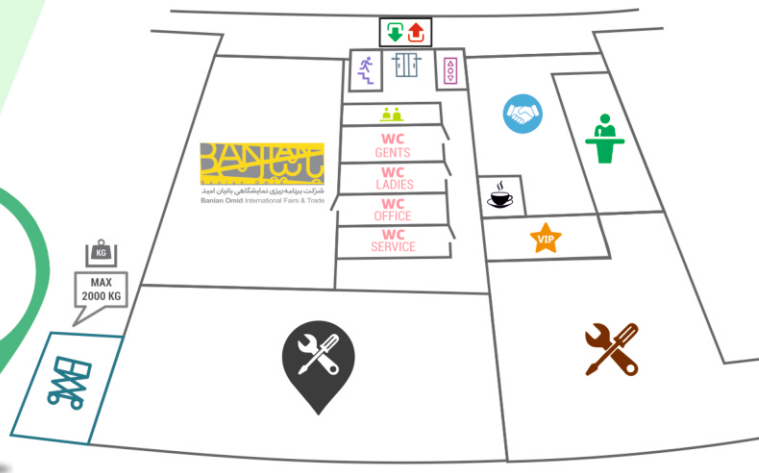 BANIAN
بانیان
شرکت برنامه‌ریزی نمایشگاهی بانیان امید
Banian Omid International Fairs & Trade
WC
GENTS
WC
LADIES
WC
OFFICE
WC
SERVICE
VIP
KG
MAX
2000 KG